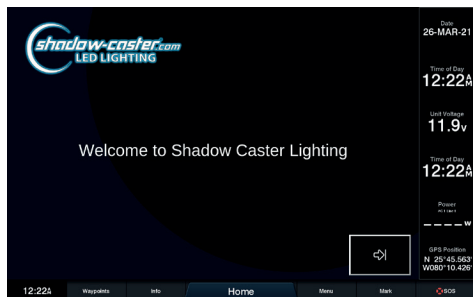 shadow-caster.com
LED LIGHTING
Welcome to Shadow Caster Lighting
Date
26-MAR-21
Time of Day
12:22AM
Unit Voltage
11.9v
Time of Day
12:22AM
Power
____w
GPS Position
N 25°45.563'
W080°10.426'
12:22AM Waypoints Info Home Menu Mark SOS